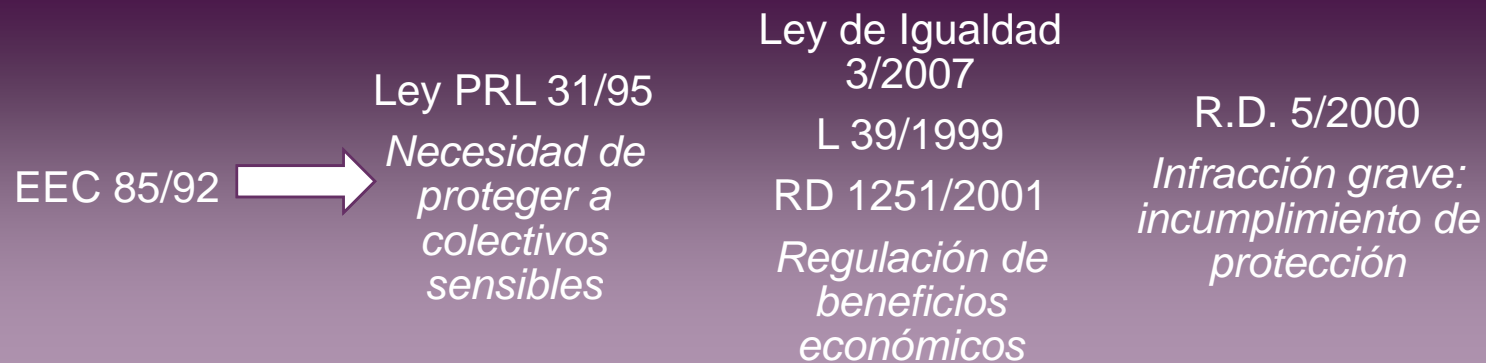 EEC 85/92
Ley PRL 31/95
Necesidad de
proteger a
colectivos
sensibles
Ley de Igualdad
3/2007
L 39/1999
RD 1251/2001
Regulación de
beneficios
económicos
R.D. 5/2000
Infracción grave:
incumplimiento de
protección